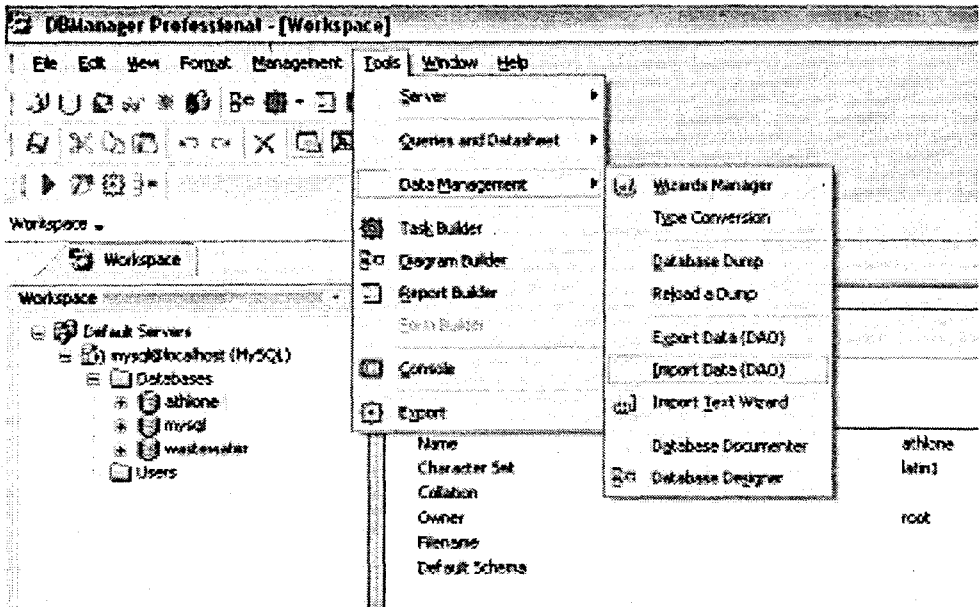 DBManager Professional - [Workspace]
File Edit View Format Management Tools Window Help
Server
Queries and Datasheet
Data Management
Task Builder
Diagram Builder
Report Builder
Form Builder
Console
Export
Wizards Manager
Type Conversion
Database Dump
Reload a Dump
Export Data (DAO)
Import Data (DAO)
Import Text Wizard
Database Documenter
Database Designer
Workspace
Workspace
Workspace
Default Servers
mysql@localhost (MySQL)
Databases
athlone
mysql
wastewater
Users
Name athlone
Character Set latin1
Collation
Owner root
Filename
Default Schema